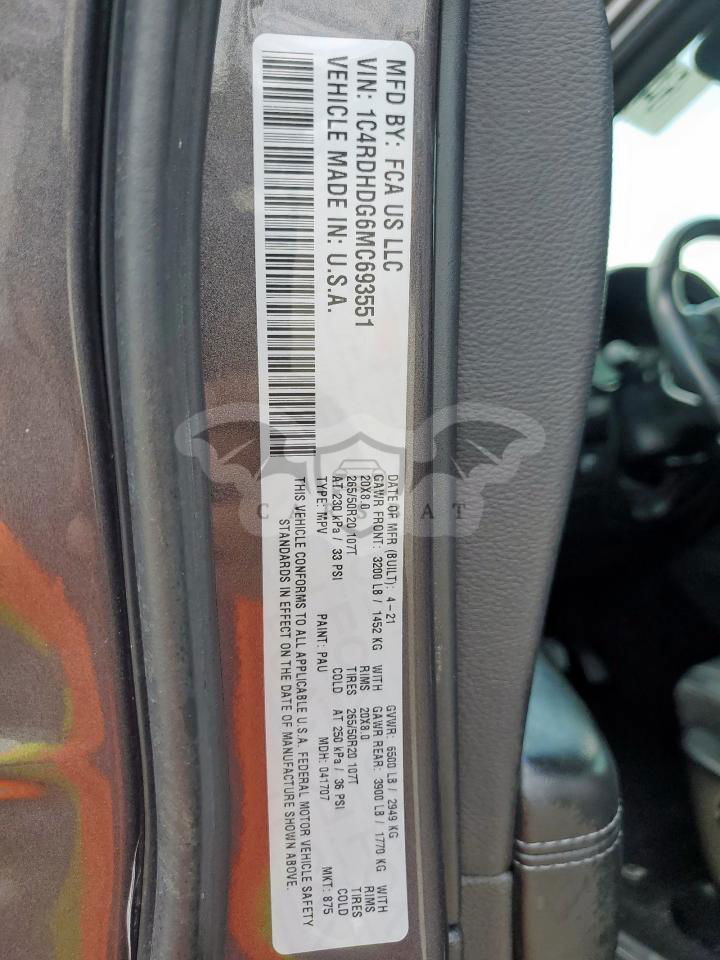 MFD BY: FCA US LLC
VIN: 1C4RDHDG6MC693551
VEHICLE MADE IN: U.S.A.
DATE OF MFR (BUILT): 4-21 GVWR: 6500 LB / 2949 KG
GAWR FRONT: 3200 LB / 1452 KG WITH GAWR REAR: 3900 LB / 1770 KG WITH
20X8.0 RIMS 20X8.0 RIMS
265/50R20 107T TIRES 265/50R20 107T TIRES
AT 230 kPa / 33 PSI COLD AT 250 kPa / 36 PSI COLD
TYPE: MPV PAINT: PAU MDH: 041707 MKT: 875
THIS VEHICLE CONFORMS TO ALL APPLICABLE U.S.A. FEDERAL MOTOR VEHICLE SAFETY
STANDARDS IN EFFECT ON THE DATE OF MANUFACTURE SHOWN ABOVE.